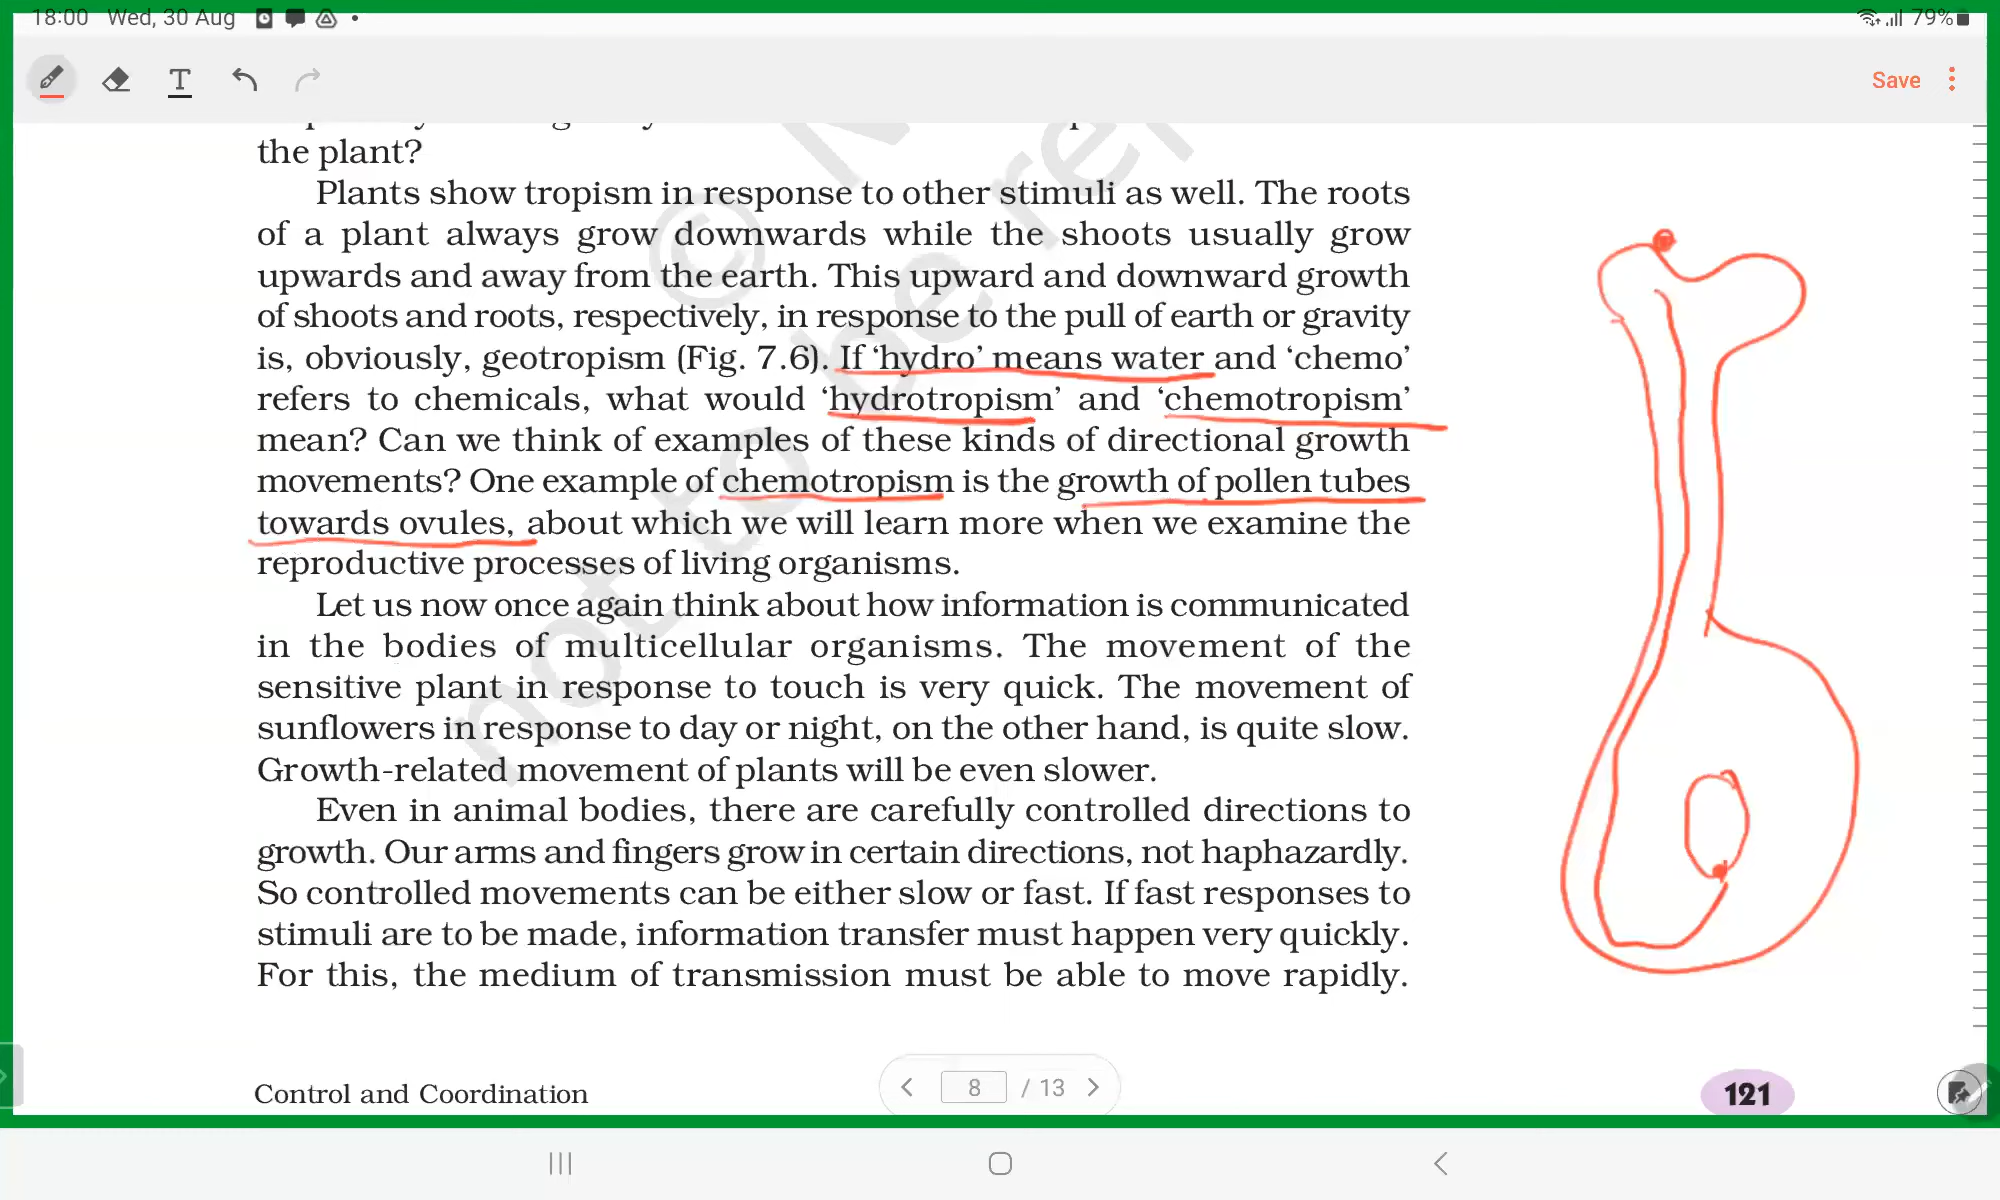 18:00 Wed, 30 Aug
79%
T
Save
the plant?
Plants show tropism in response to other stimuli as well. The roots
of a plant always grow downwards while the shoots usually grow
upwards and away from the earth. This upward and downward growth
of shoots and roots, respectively, in response to the pull of earth or gravity
is, obviously, geotropism (Fig. 7.6). If ‘hydro’ means water and ‘chemo’
refers to chemicals, what would ‘hydrotropism’ and ‘chemotropism’
mean? Can we think of examples of these kinds of directional growth
movements? One example of chemotropism is the growth of pollen tubes
towards ovules, about which we will learn more when we examine the
reproductive processes of living organisms.
Let us now once again think about how information is communicated
in the bodies of multicellular organisms. The movement of the
sensitive plant in response to touch is very quick. The movement of
sunflowers in response to day or night, on the other hand, is quite slow.
Growth-related movement of plants will be even slower.
Even in animal bodies, there are carefully controlled directions to
growth. Our arms and fingers grow in certain directions, not haphazardly.
So controlled movements can be either slow or fast. If fast responses to
stimuli are to be made, information transfer must happen very quickly.
For this, the medium of transmission must be able to move rapidly.
© N
not to be re
Control and Coordination
8 / 13
121